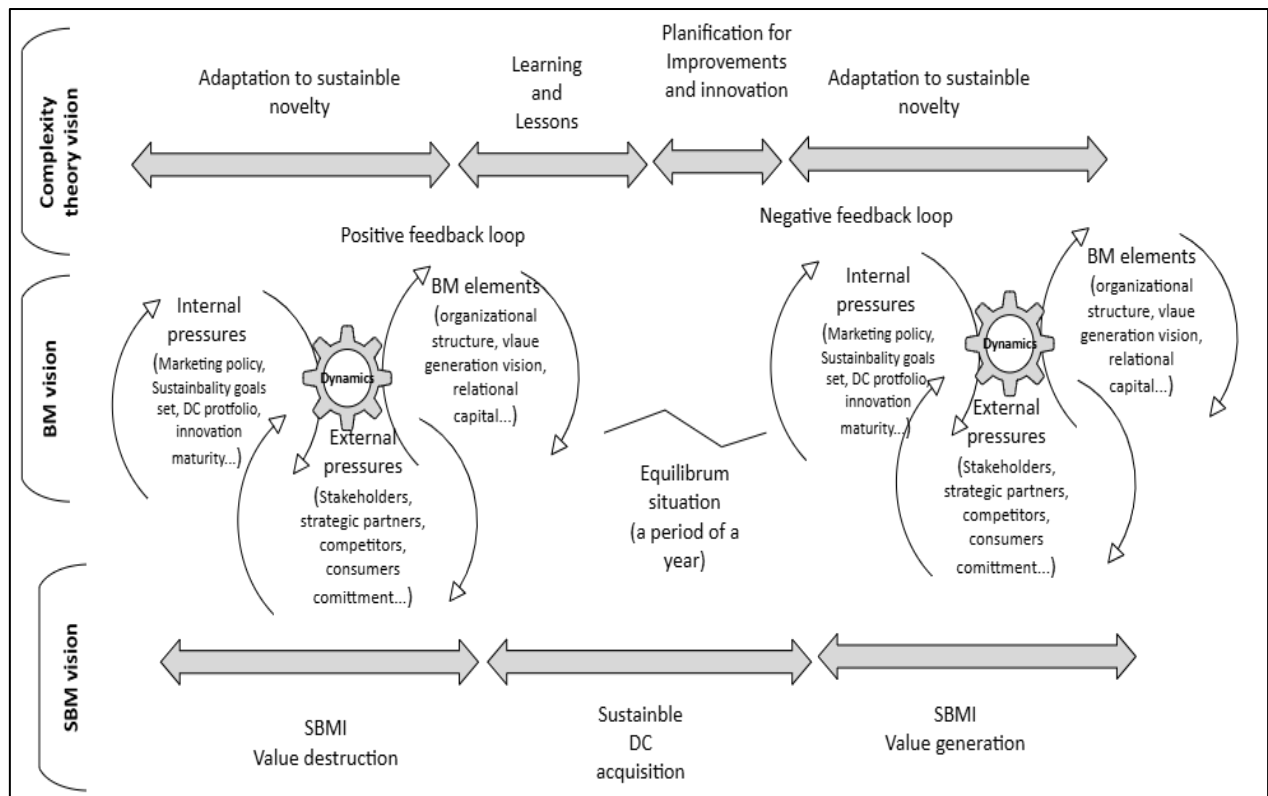 Complexity
theory vision
Adaptation to sustainble
novelty
Learning
and
Lessons
Planification for
Improvements
and innovation
Adaptation to sustainble
novelty
BM vision
Positive feedback loop
Internal
pressures
(Marketing policy,
Sustainbality goals
set, DC protfolio,
innovation
maturity...)
Dynamics
BM elements
(organizational
structure, vlaue
generation vision,
relational
capital...)
External
pressures
(Stakeholders,
strategic partners,
competitors,
consumers
comittment...)
Equilibrum
situation
(a period of a
year)
Negative feedback loop
Internal
pressures
(Marketing policy,
Sustainbality goals
set, DC protfolio,
innovation
maturity...)
Dynamics
BM elements
(organizational
structure, vlaue
generation vision,
relational
capital...)
External
pressures
(Stakeholders,
strategic partners,
competitors,
consumers
comittment...)
SBM vision
SBMI
Value destruction
Sustainble
DC
acquisition
SBMI
Value generation